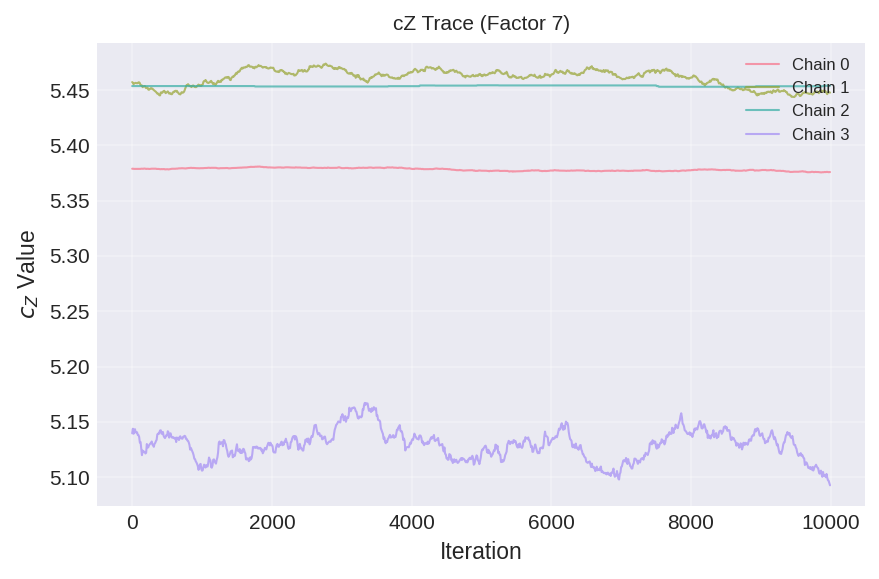 cZ Trace (Factor 7)
Chain 0
Chain 1
Chain 2
Chain 3
5.45
5.40
5.35
5.30
5.25
5.20
5.15
5.10
cZ Value
0 2000 4000 6000 8000 10000
Iteration